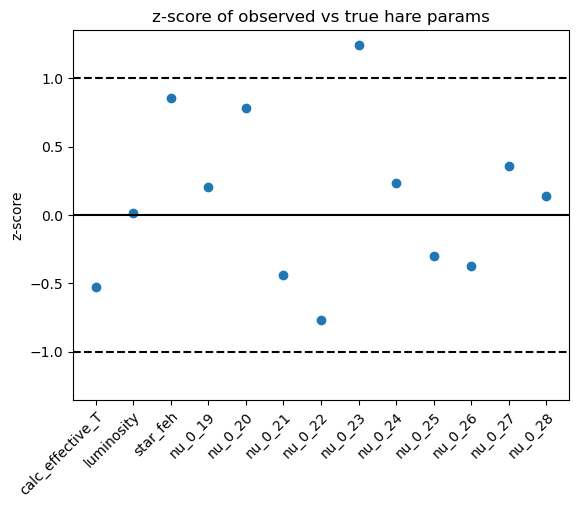 z-score of observed vs true hare params
z-score
1.0
0.5
0.0
−0.5
−1.0
calc_effective_T
luminosity
star_feh
nu_0_19
nu_0_20
nu_0_21
nu_0_22
nu_0_23
nu_0_24
nu_0_25
nu_0_26
nu_0_27
nu_0_28